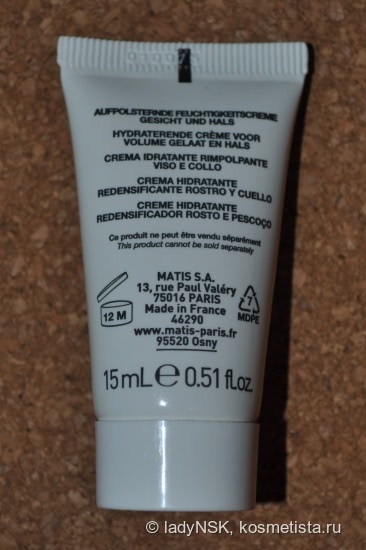 AUFPOLSTERNDE FEUCHTIGKEITSCREME
GESICHT UND HALS
HYDRATERENDE CRÈME VOOR
VOLUME GELAAT EN HALS
CREMA IDRATANTE RIMPOLPANTE
VISO E COLLO
CREMA HIDRATANTE
REDENSIFICANTE ROSTRO Y CUELLO
CREME HIDRATANTE
REDENSIFICADOR ROSTO E PESCOÇO
Ce produit ne peut être vendu séparément
This product cannot be sold separately
MATIS S.A.
13, rue Paul Valéry
75016 PARIS
Made in France
46290
www.matis-paris.fr
95520 Osny
12 M
7
MDPE
15 mL e 0.51 fl.oz.
© ladyNSK, kosmetista.ru